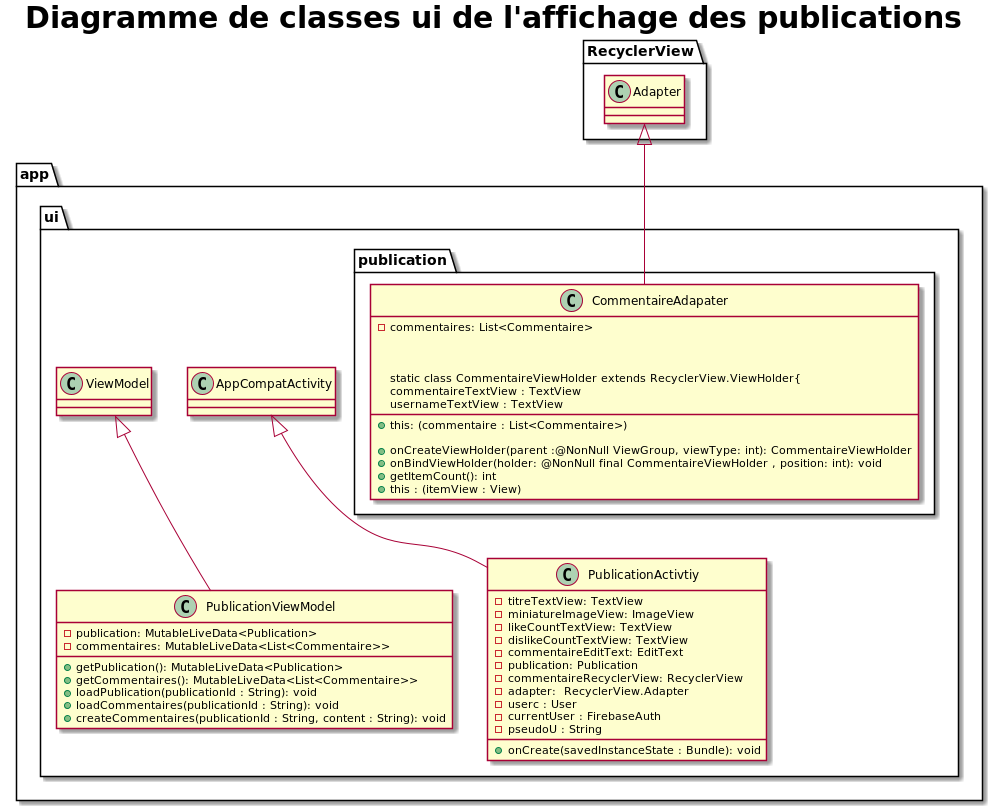 Diagramme de classes ui de l'affichage des publications
RecyclerView
C Adapter
app
ui
publication
C CommentaireAdapater
commentaires: List<Commentaire>
static class CommentaireViewHolder extends RecyclerView.ViewHolder{
commentaireTextView : TextView
usernameTextView : TextView
this: (commentaire : List<Commentaire>)
onCreateViewHolder(parent :@NonNull ViewGroup, viewType: int): CommentaireViewHolder
onBindViewHolder(holder: @NonNull final CommentaireViewHolder , position: int): void
getItemCount(): int
this : (itemView : View)
C ViewModel
C AppCompatActivity
C PublicationViewModel
publication: MutableLiveData<Publication>
commentaires: MutableLiveData<List<Commentaire>>
getPublication(): MutableLiveData<Publication>
getCommentaires(): MutableLiveData<List<Commentaire>>
loadPublication(publicationId : String): void
loadCommentaires(publicationId : String): void
createCommentaires(publicationId : String, content : String): void
C PublicationActivtiy
titreTextView: TextView
miniatureImageView: ImageView
likeCountTextView: TextView
dislikeCountTextView: TextView
commentaireEditText: EditText
publication: Publication
commentaireRecyclerView: RecyclerView
adapter:  RecyclerView.Adapter
userc : User
currentUser : FirebaseAuth
pseudoU : String
onCreate(savedInstanceState : Bundle): void